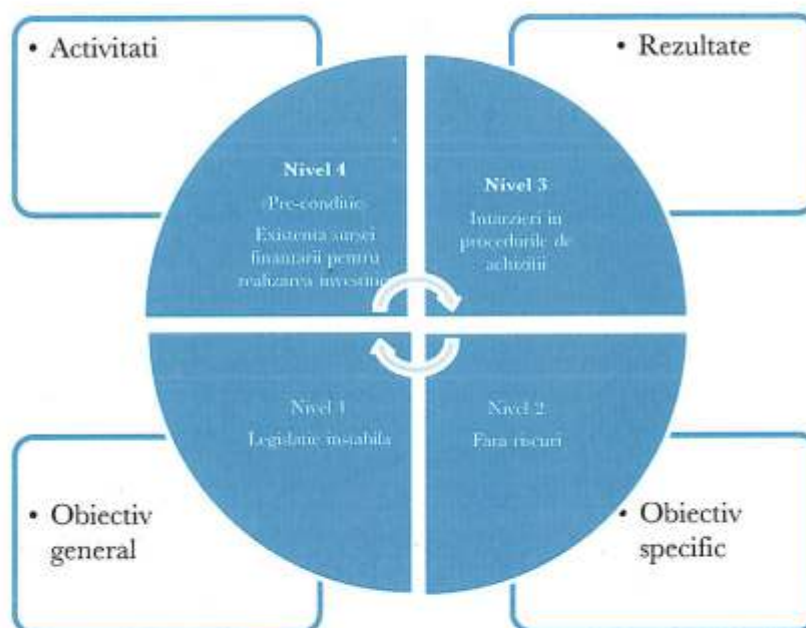 • Activitati
• Rezultate
Nivel 4
Pre-conditie
Existenta sursei
finantarii pentru
realizarea investitiei
Nivel 3
Intarzieri in
procedurile de
achizitii
Nivel 1
Legislatie instabila
Nivel 2
Fara riscuri
• Obiectiv
general
• Obiectiv
specific